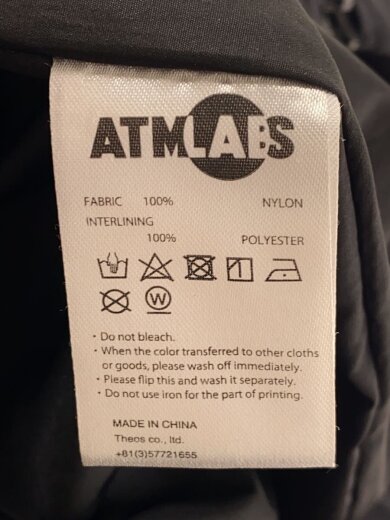 ATMLABS
FABRIC 100% NYLON
INTERLINING
100% POLYESTER
W
· Do not bleach.
· When the color transferred to other cloths
or goods, please wash off immediately.
· Please flip this and wash it separately.
· Do not use iron for the part of printing.
MADE IN CHINA
Theos co., ltd.
+81(3)57721655